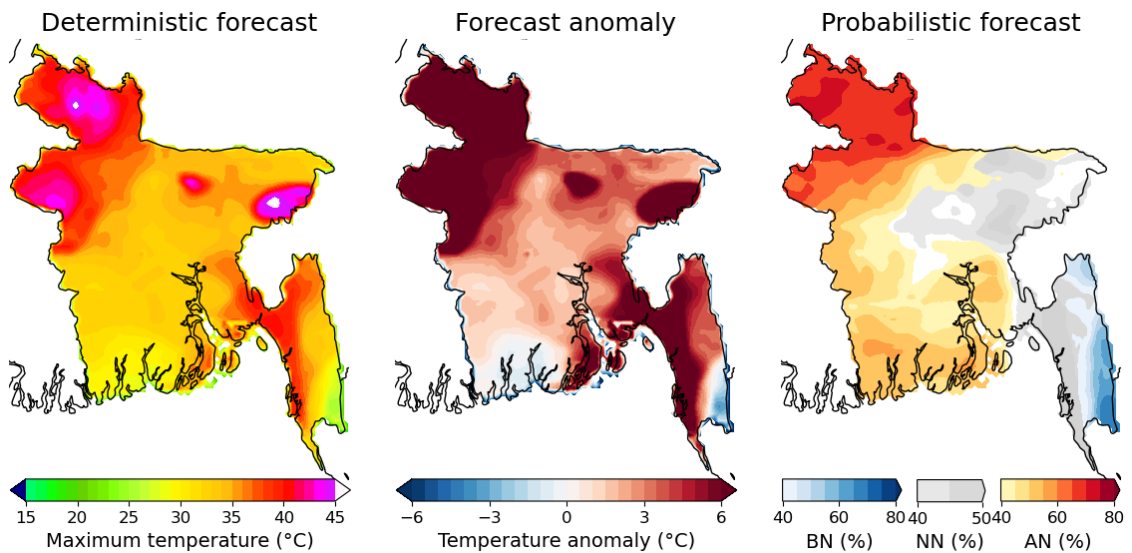 Deterministic forecast
Forecast anomaly
Probabilistic forecast
15 20 25 30 35 40 45
Maximum temperature (°C)
−6 −3 0 3 6
Temperature anomaly (°C)
40 60 80
BN (%)
40 50
NN (%)
40 60 80
AN (%)